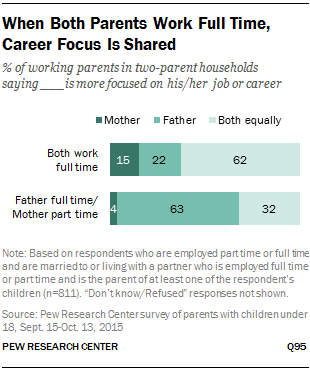 When Both Parents Work Full Time,
Career Focus Is Shared
% of working parents in two-parent households
saying ___ is more focused on his/her job or career
Mother Father Both equally
Both work
full time
15 22 62
Father full time/
Mother part time
4 63 32
Note: Based on respondents who are employed part time or full time
and are married to or living with a partner who is employed full time
or part time and is the parent of at least one of the respondent's
children (n=811). "Don't know/Refused" responses not shown.
Source: Pew Research Center survey of parents with children under
18, Sept. 15-Oct. 13, 2015
PEW RESEARCH CENTER Q95